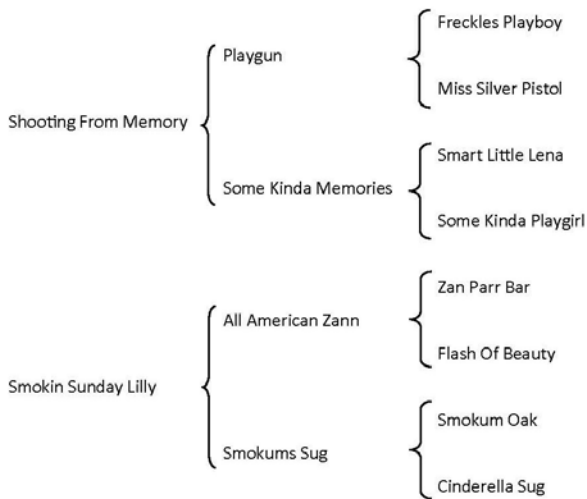 Freckles Playboy
Playgun
Miss Silver Pistol
Shooting From Memory
Smart Little Lena
Some Kinda Memories
Some Kinda Playgirl
Zan Parr Bar
All American Zann
Flash Of Beauty
Smokin Sunday Lilly
Smokum Oak
Smokums Sug
Cinderella Sug